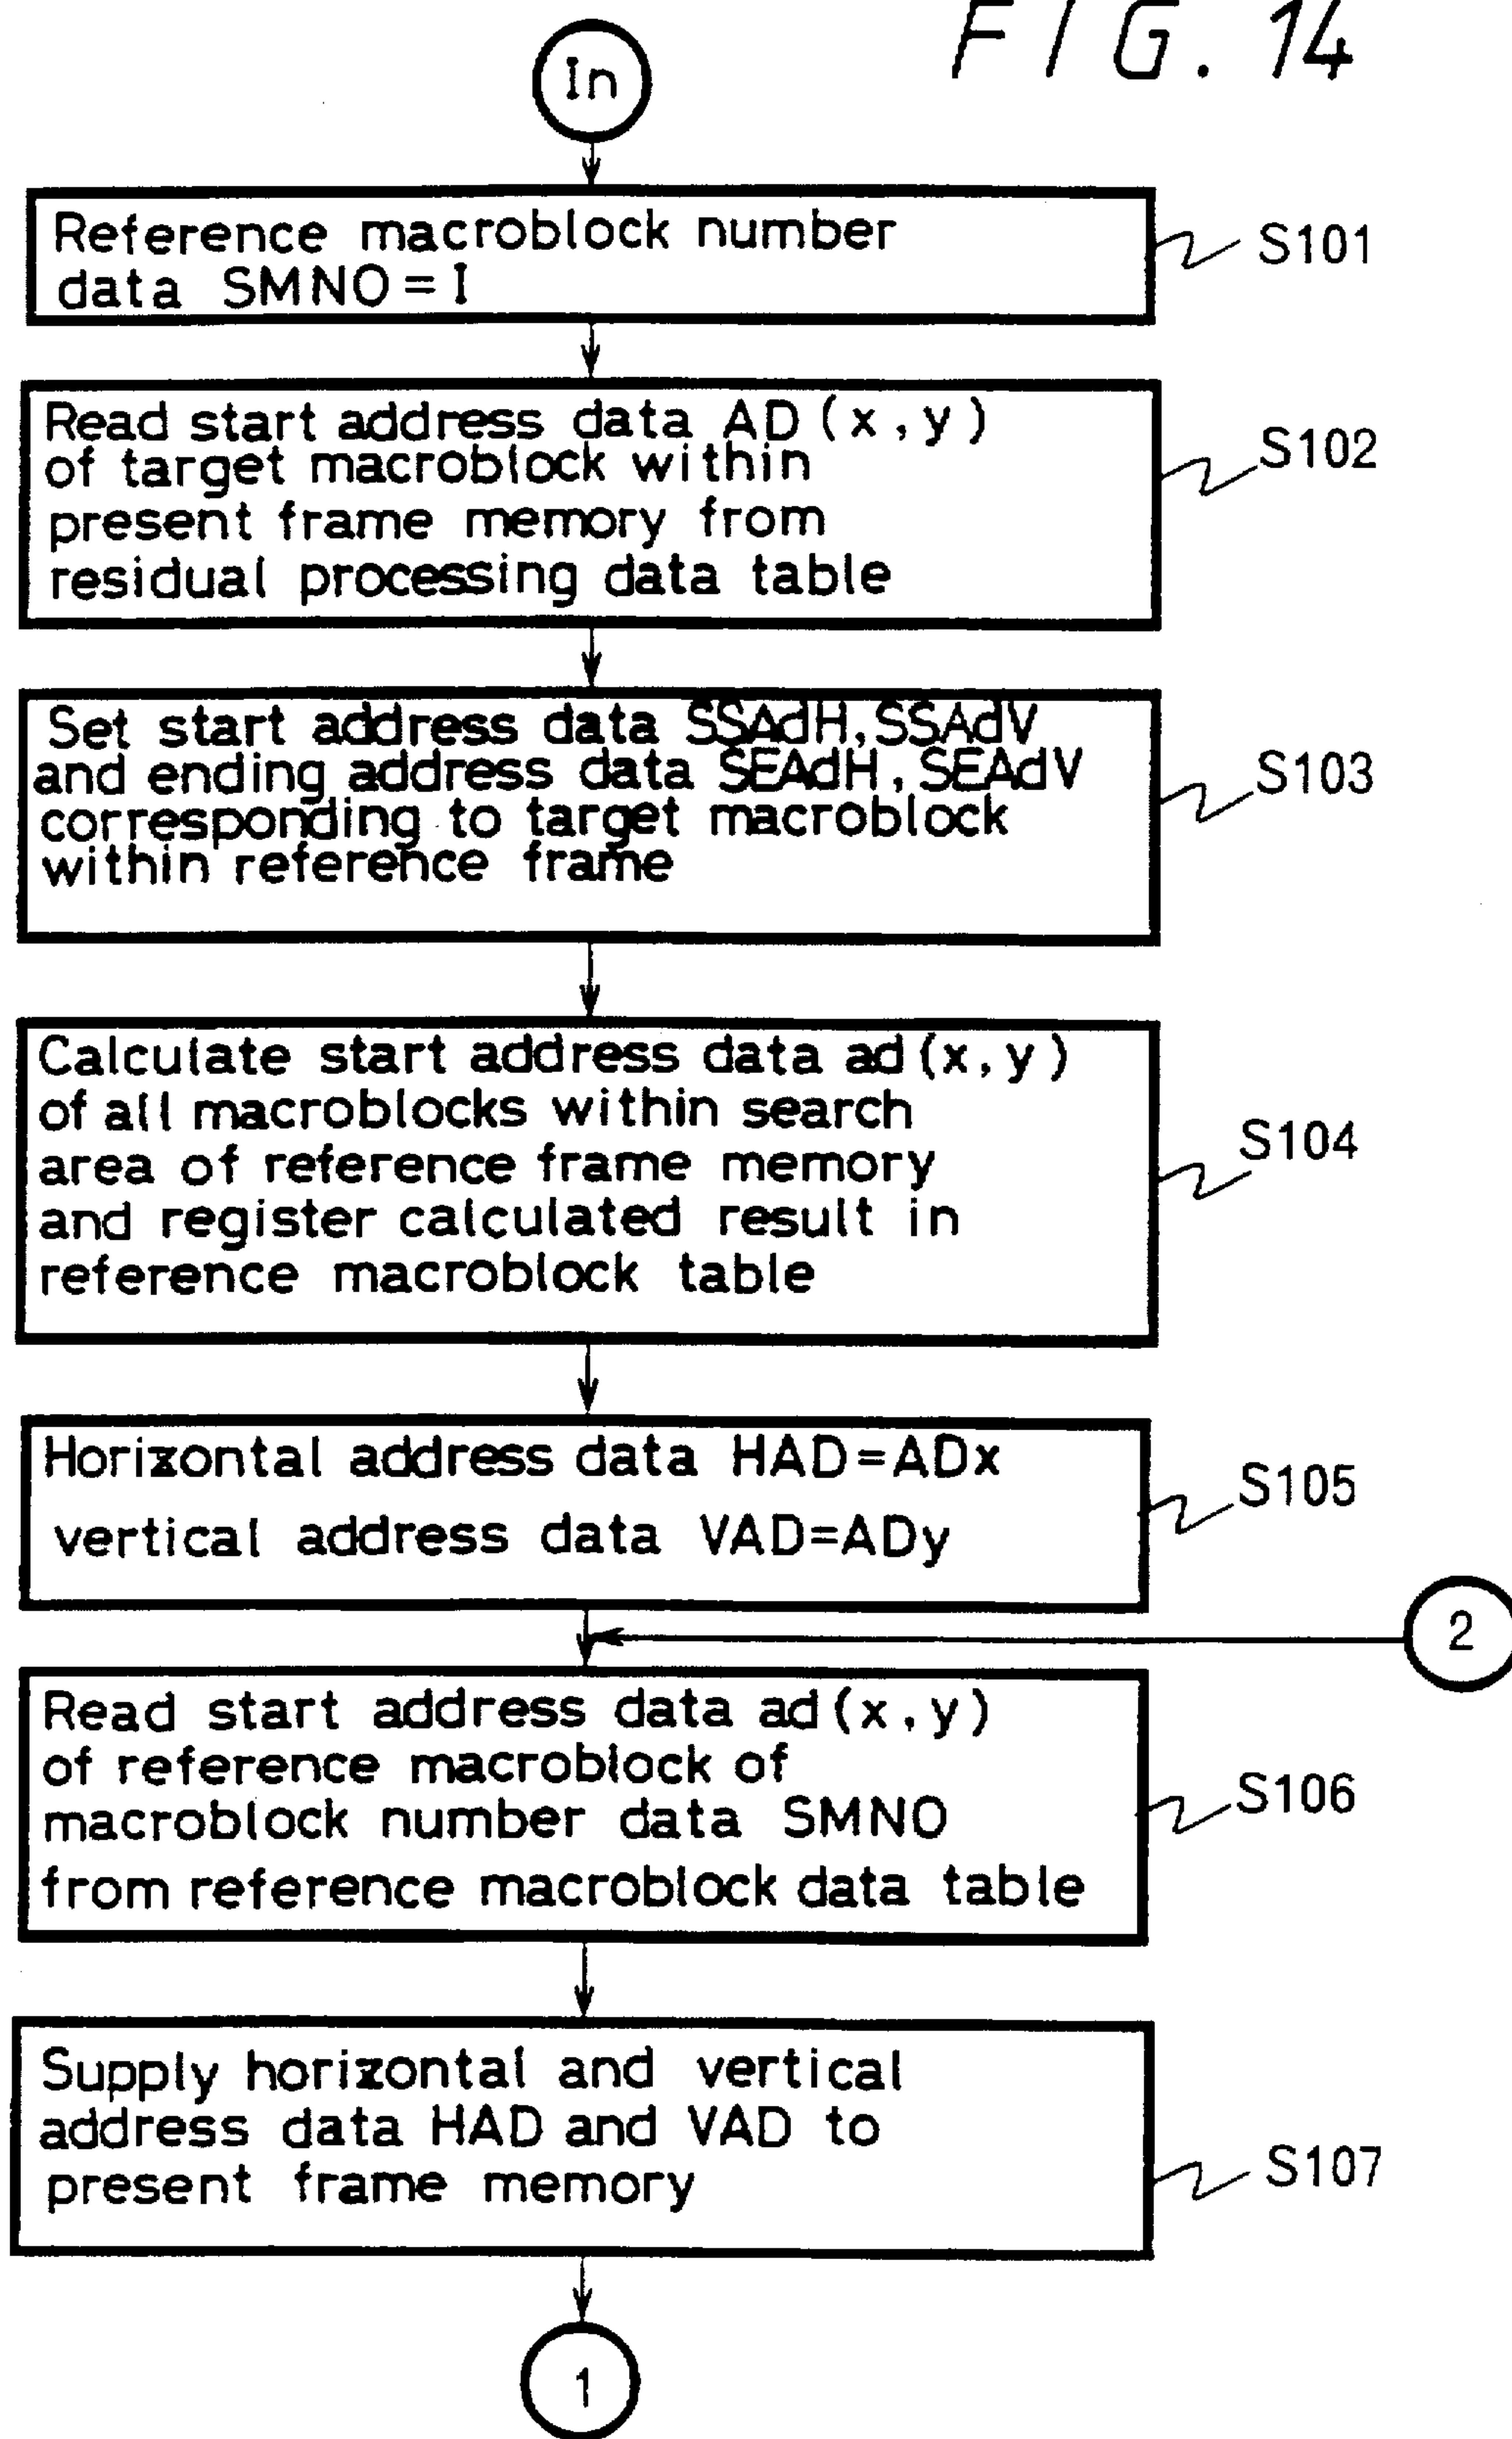 FIG. 14
In
Reference macroblock number
data SMNO=I
S101
Read start address data AD(x,y)
of target macroblock within
present frame memory from
residual processing data table
S102
Set start address data SSAdH,SSAdV
and ending address data SEAdH,SEAdV
corresponding to target macroblock
within reference frame
S103
Calculate start address data ad(x,y)
of all macroblocks within search
area of reference frame memory
and register calculated result in
reference macroblock table
S104
Horizontal address data HAD=ADx
vertical address data VAD=ADy
S105
2
Read start address data ad(x,y)
of reference macroblock of
macroblock number data SMNO
from reference macroblock data table
S106
Supply horizontal and vertical
address data HAD and VAD to
present frame memory
S107
1